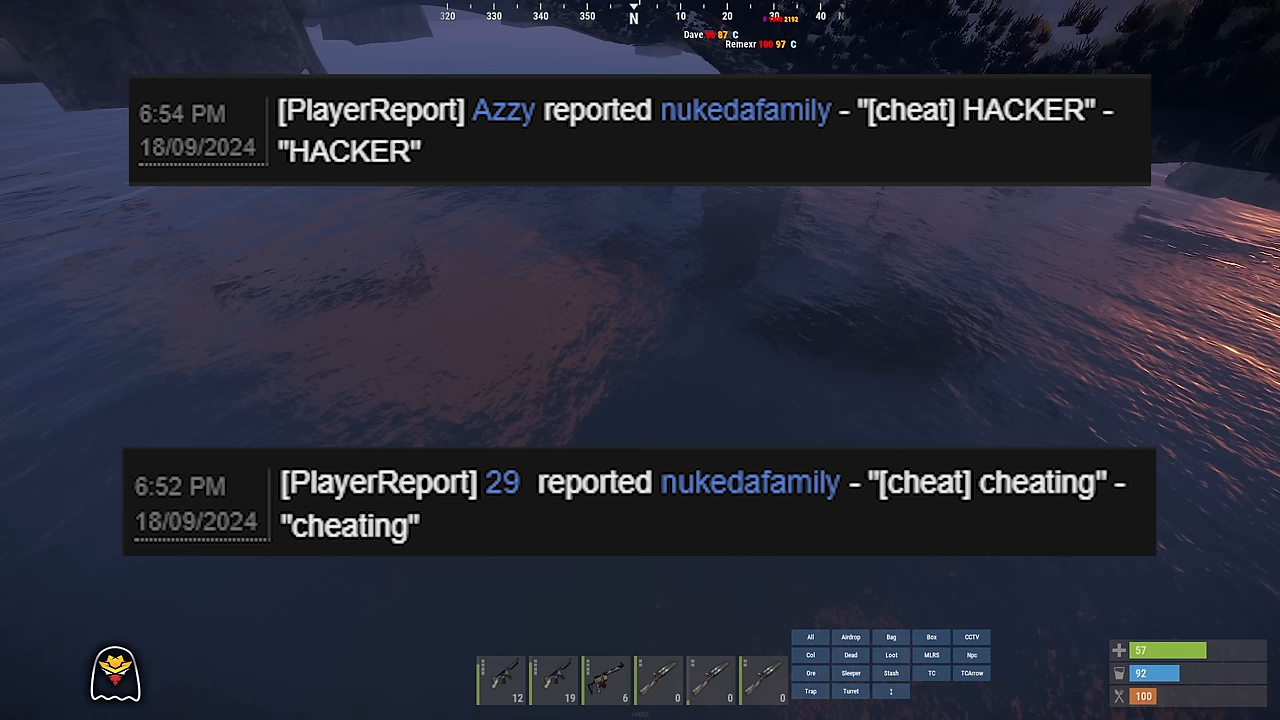 320 330 340 350 N 10 20 30 40 N
2192
Dave 87 C
Remexr 100 97 C
6:54 PM
18/09/2024
[PlayerReport] Azzy reported nukedafamily - "[cheat] HACKER" -
"HACKER"
6:52 PM
18/09/2024
[PlayerReport] 29 reported nukedafamily - "[cheat] cheating" -
"cheating"
12 19 6 0 0 0
All Airdrop Bag Box CCTV
Col Dead Loot MLRS Npc
Ore Sleeper Stash TC TCArrow
Trap Turret
57
92
100